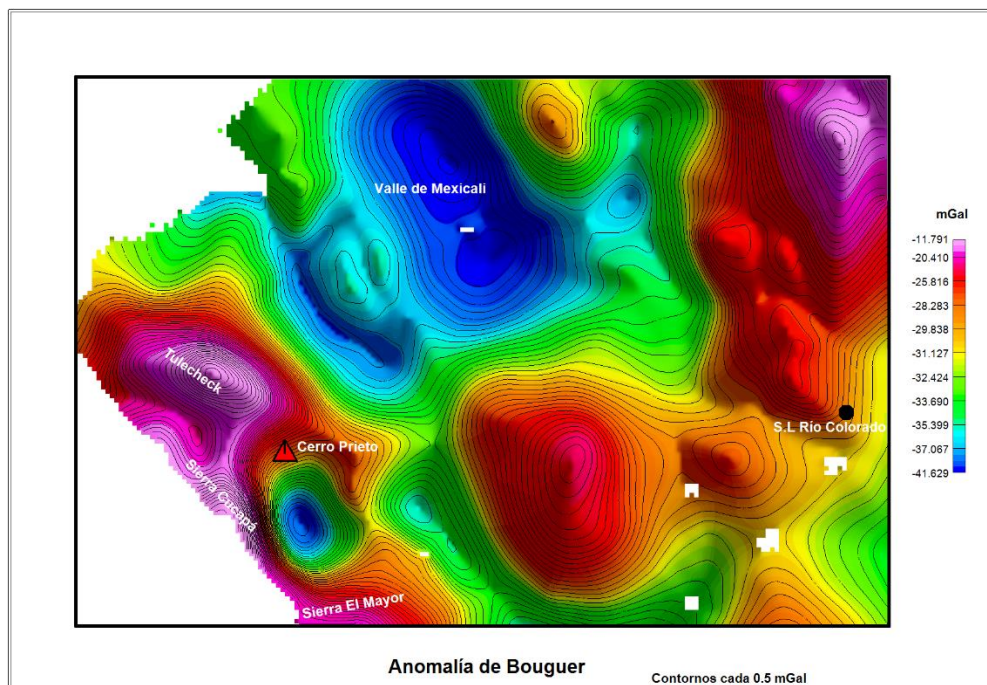 Valle de Mexicali
mGal
-11.791
-20.410
-25.816
-28.283
-29.838
-31.127
-32.424
-33.690
-35.399
-37.067
-41.629
Tulecheck
S.L Río Colorado
Cerro Prieto
Sierra Cucapá
Sierra El Mayor
Anomalía de Bouguer
Contornos cada 0.5 mGal